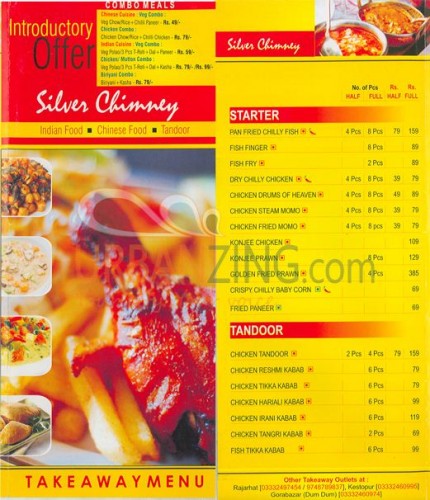 COMBO MEALS
Introductory
Offer
Chinese Cuisine : Veg Combo :
Veg Chow/Rice + Chilli Paneer - Rs. 49/-
Chicken Combo :
Chicken Chow/Rice + Chilli Chicken - Rs. 79/-
Indian Cuisine : Veg Combo :
Veg Polao/3 Pcs T-Roti + Dal + Paneer - Rs. 59/-
Chicken/ Mutton Combo :
Veg Polao/3 Pcs T-Roti + Dal + Kosha - Rs. 79/-/Rs. 99/-
Biriyani Combo :
Biriyani + Kosha - Rs. 79/-
Silver Chimney
Indian Food ■ Chinese Food ■ Tandoor
TAKEAWAY MENU
Silver Chimney
No. of Pcs Rs. Rs.
HALF FULL HALF FULL
STARTER
PAN FRIED CHILLY FISH 4 Pcs 8 Pcs 79 159
FISH FINGER 8 Pcs 89
FISH FRY 2 Pcs 89
DRY CHILLY CHICKEN 4 Pcs 8 Pcs 39 79
CHICKEN DRUMS OF HEAVEN 4 Pcs 8 Pcs 49 89
CHICKEN STEAM MOMO 4 Pcs 8 Pcs 39 79
CHICKEN FRIED MOMO 4 Pcs 8 Pcs 39 79
KONJEE CHICKEN 109
KONJEE PRAWN 8 Pcs 129
GOLDEN FRIED PRAWN 4 Pcs 385
CRISPY CHILLY BABY CORN 69
FRIED PANEER 69
URBANZING.com
TANDOOR
CHICKEN TANDOOR 2 Pcs 4 Pcs 79 159
CHICKEN RESHMI KABAB 6 Pcs 99
CHICKEN TIKKA KABAB 6 Pcs 89
CHICKEN HARIALI KABAB 6 Pcs 99
CHICKEN IRANI KABAB 6 Pcs 119
CHICKEN TANGRI KABAB 2 Pcs 69
FISH TIKKA KABAB 6 Pcs 99
Other Takeaway Outlets at :
Rajarhat [03332497454 / 9748789637], Kestopur [03332460995]
Gorabazar (Dum Dum) [03332460074]